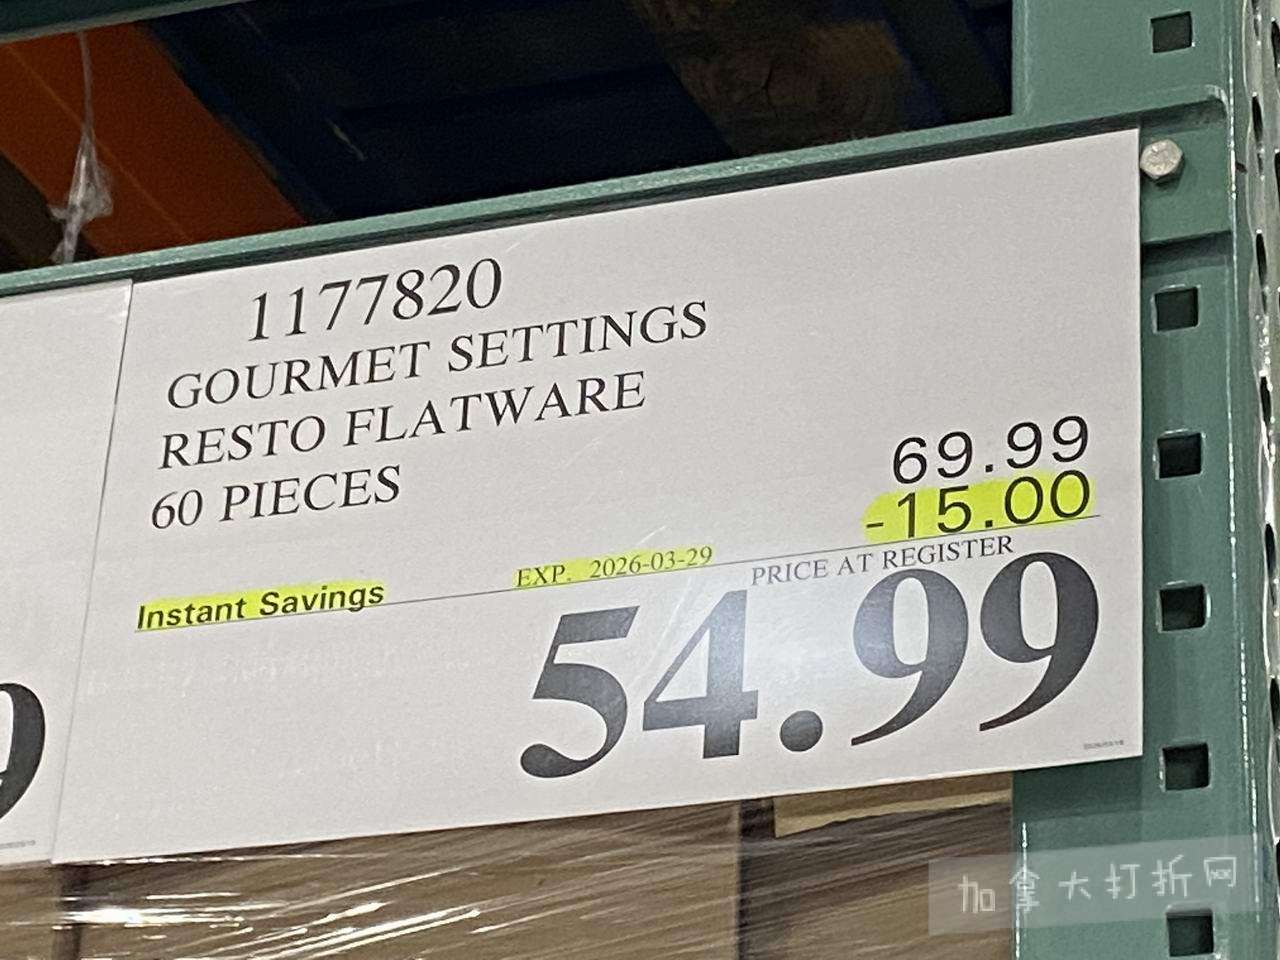 1177820
GOURMET SETTINGS
RESTO FLATWARE
60 PIECES
69.99
-15.00
Instant Savings
EXP. 2026-03-29
PRICE AT REGISTER
54.99
9
加拿大打折网